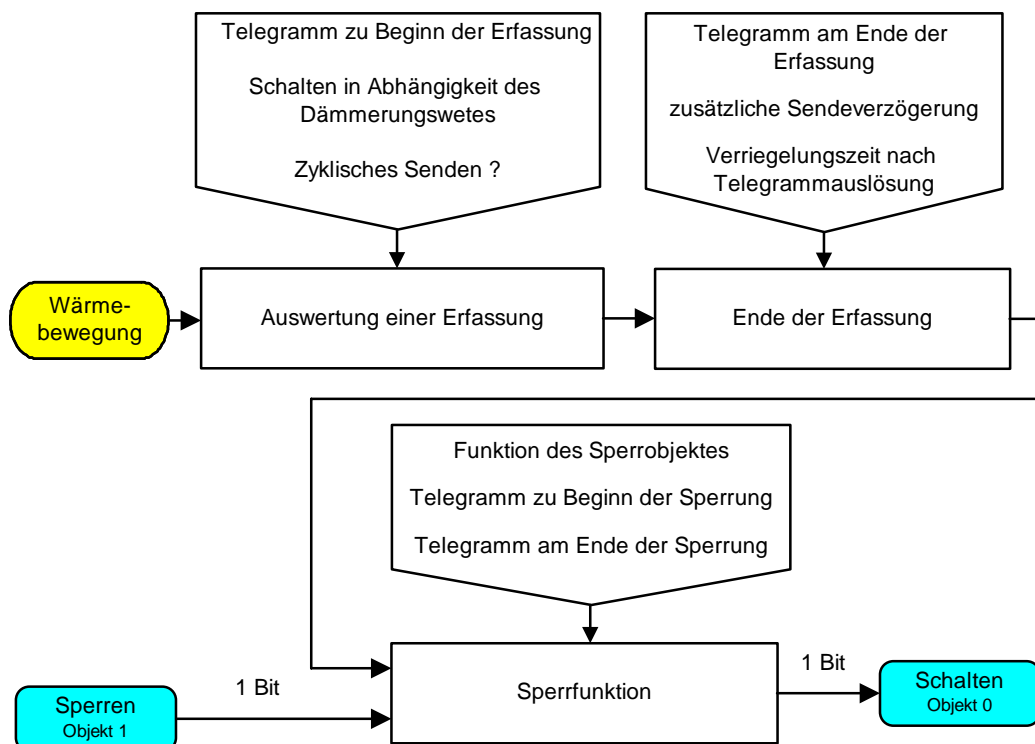 Telegramm zu Beginn der Erfassung
Schalten in Abhängigkeit des
Dämmerungswetes
Zyklisches Senden ?
Telegramm am Ende der
Erfassung
zusätzliche Sendeverzögerung
Verriegelungszeit nach
Telegrammauslösung
Wärme-
bewegung
Auswertung einer Erfassung
Ende der Erfassung
Funktion des Sperrobjektes
Telegramm zu Beginn der Sperrung
Telegramm am Ende der Sperrung
Sperren
Objekt 1
1 Bit
Sperrfunktion
1 Bit
Schalten
Objekt 0